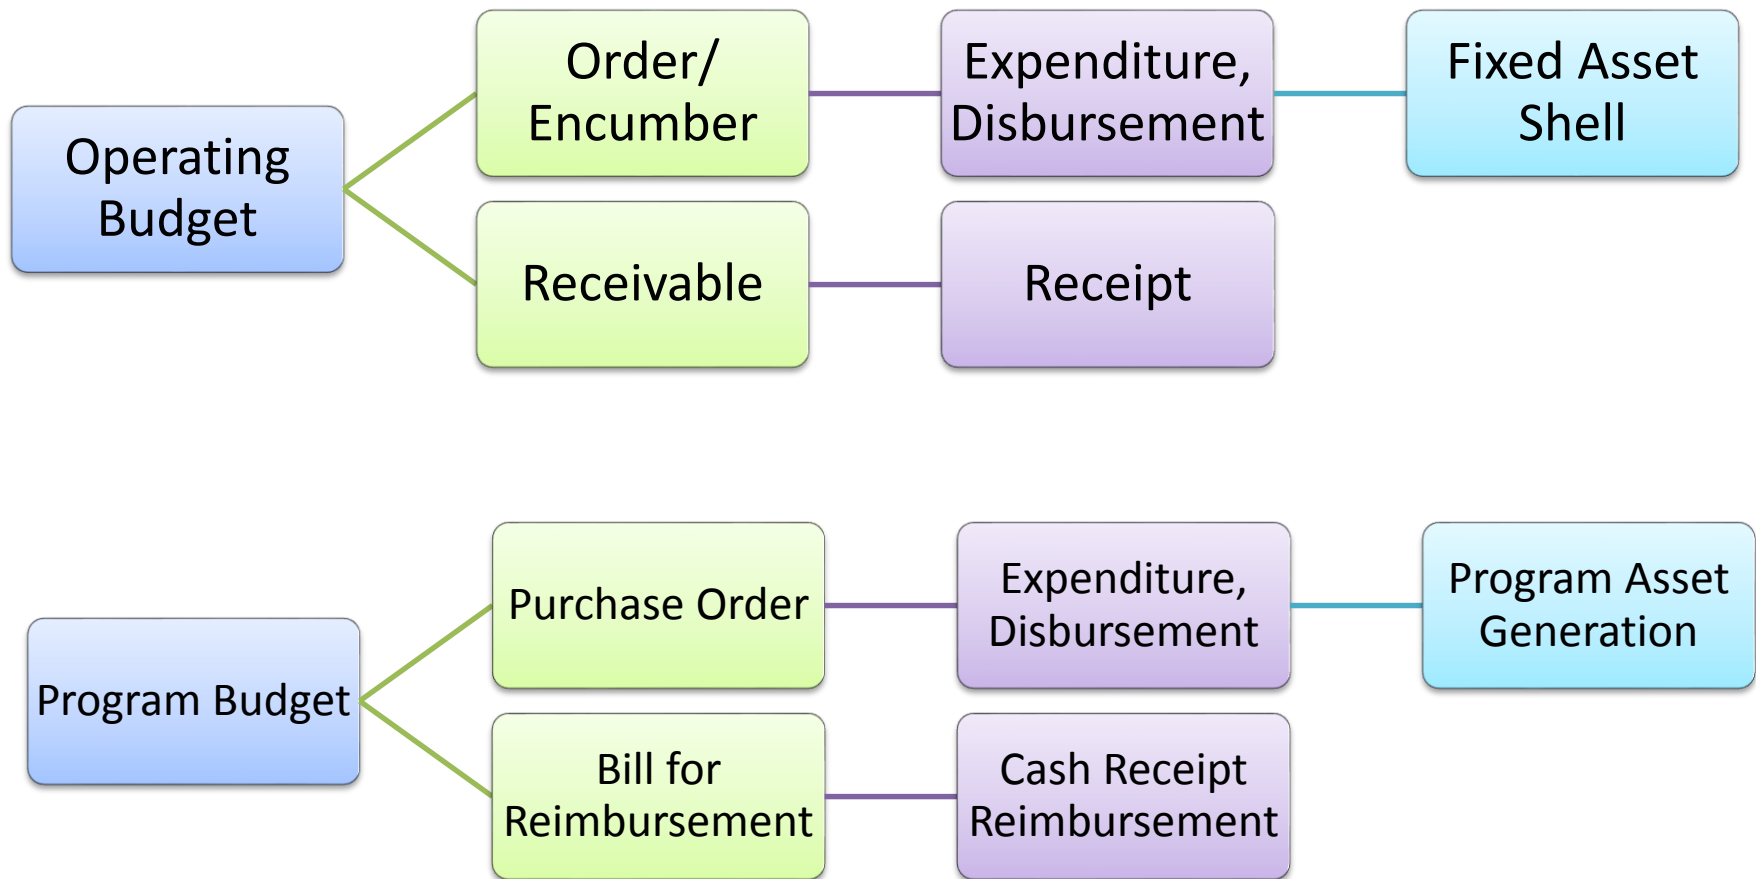 Operating
Budget
Order/
Encumber
Expenditure,
Disbursement
Fixed Asset
Shell
Receivable
Receipt
Program Budget
Purchase Order
Expenditure,
Disbursement
Program Asset
Generation
Bill for
Reimbursement
Cash Receipt
Reimbursement